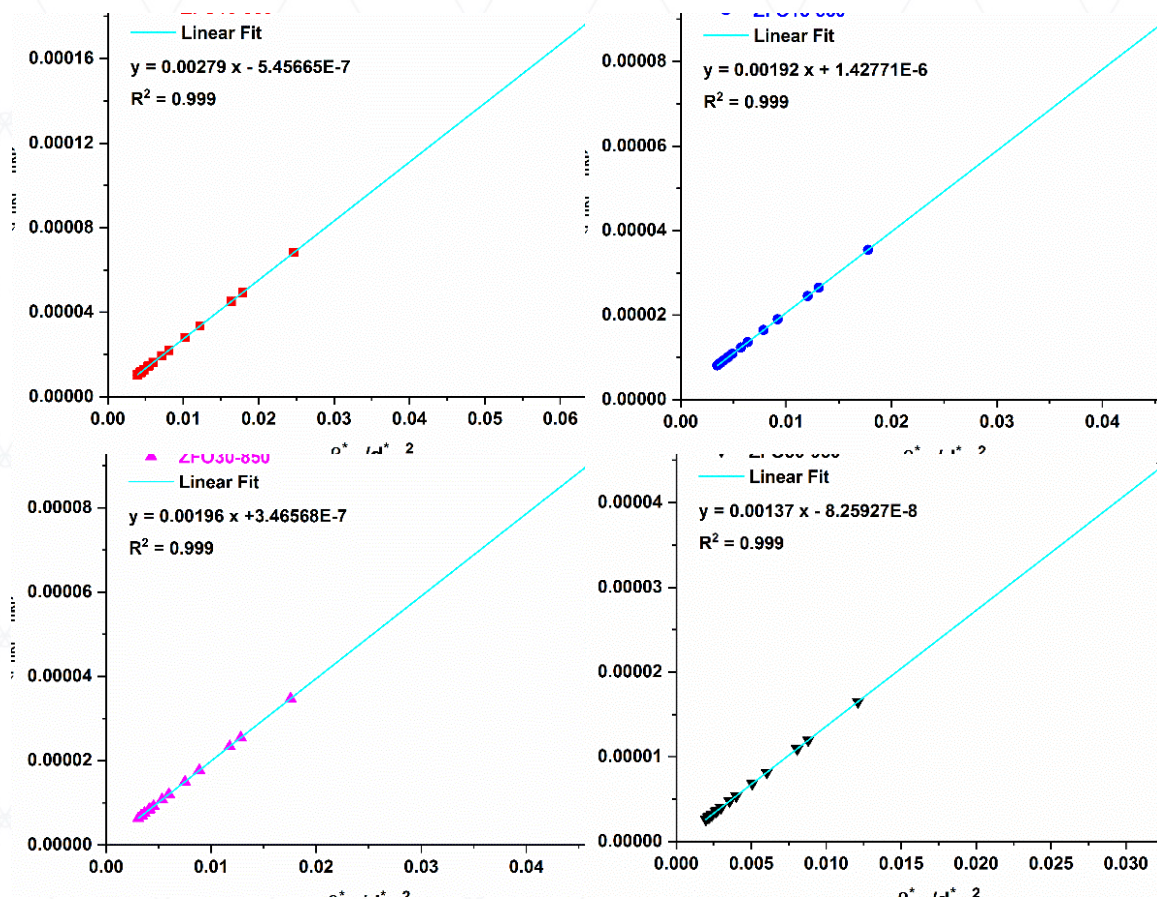 Linear Fit
y = 0.00279 x - 5.45665E-7
R² = 0.999
0.00016
0.00012
0.00008
0.00004
0.00000
0.00 0.01 0.02 0.03 0.04 0.05 0.06
Linear Fit
y = 0.00192 x + 1.42771E-6
R² = 0.999
0.00008
0.00006
0.00004
0.00002
0.00000
0.00 0.01 0.02 0.03 0.04
ZFO30-850
Linear Fit
y = 0.00196 x +3.46568E-7
R² = 0.999
0.00008
0.00006
0.00004
0.00002
0.00000
0.00 0.01 0.02 0.03 0.04
Linear Fit
y = 0.00137 x - 8.25927E-8
R² = 0.999
0.00004
0.00003
0.00002
0.00001
0.00000
0.000 0.005 0.010 0.015 0.020 0.025 0.030